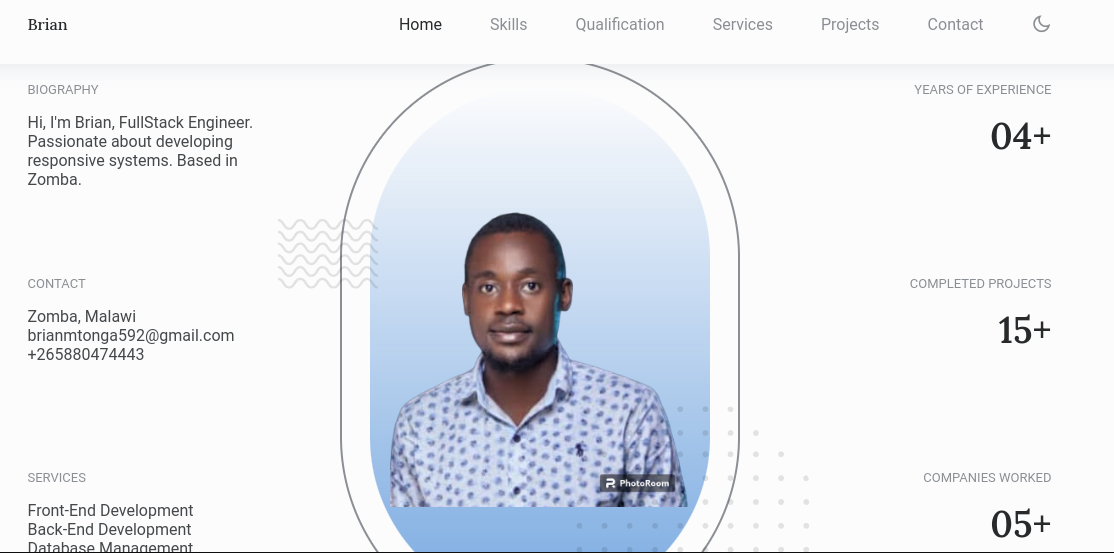 Brian
Home Skills Qualification Services Projects Contact
BIOGRAPHY
Hi, I'm Brian, FullStack Engineer.
Passionate about developing
responsive systems. Based in
Zomba.
CONTACT
Zomba, Malawi
brianmtonga592@gmail.com
+265880474443
SERVICES
Front-End Development
Back-End Development
Database Management
PhotoRoom
YEARS OF EXPERIENCE
04+
COMPLETED PROJECTS
15+
COMPANIES WORKED
05+